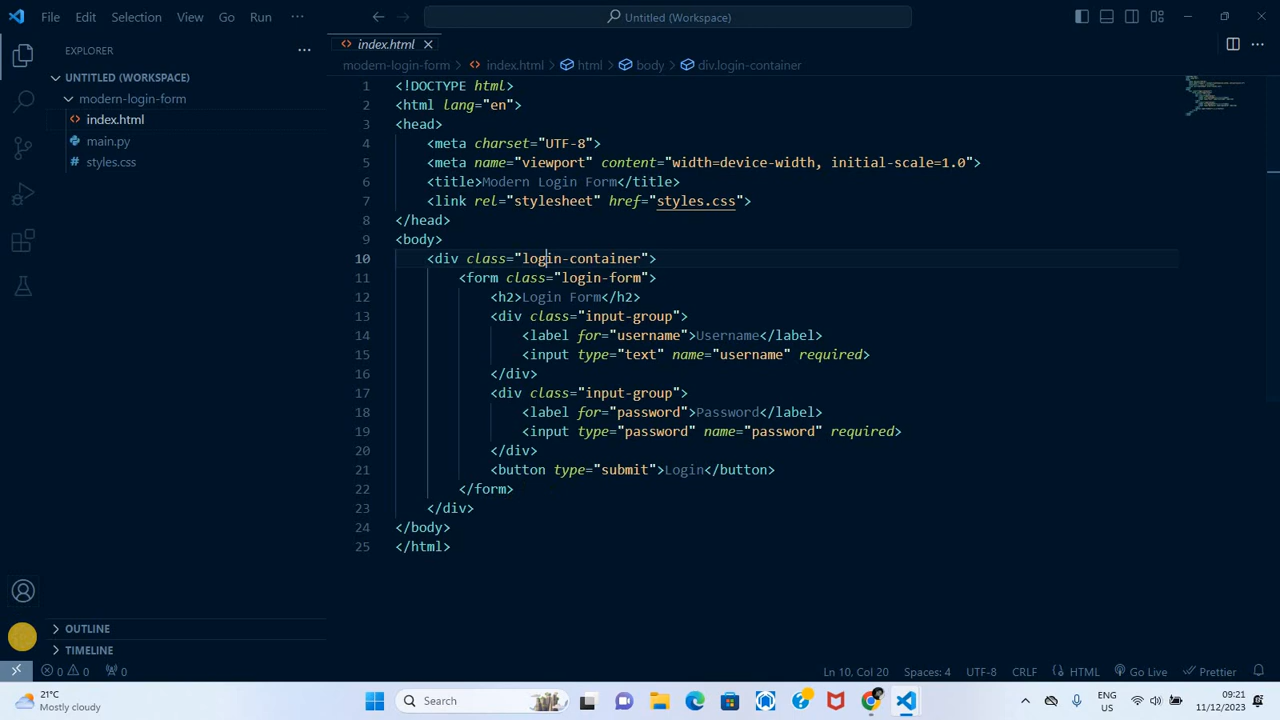 File Edit Selection View Go Run ···
Untitled (Workspace)
EXPLORER
UNTITLED (WORKSPACE)
modern-login-form
index.html
main.py
styles.css
OUTLINE
TIMELINE
index.html
modern-login-form > index.html > html > body > div.login-container
1 <!DOCTYPE html>
2 <html lang="en">
3 <head>
4 <meta charset="UTF-8">
5 <meta name="viewport" content="width=device-width, initial-scale=1.0">
6 <title>Modern Login Form</title>
7 <link rel="stylesheet" href="styles.css">
8 </head>
9 <body>
10 <div class="login-container">
11 <form class="login-form">
12 <h2>Login Form</h2>
13 <div class="input-group">
14 <label for="username">Username</label>
15 <input type="text" name="username" required>
16 </div>
17 <div class="input-group">
18 <label for="password">Password</label>
19 <input type="password" name="password" required>
20 </div>
21 <button type="submit">Login</button>
22 </form>
23 </div>
24 </body>
25 </html>
0 0 0 Ln 10, Col 20 Spaces: 4 UTF-8 CRLF HTML Go Live Prettier
21°C
Mostly cloudy
Search
ENG
US
09:21
11/12/2023